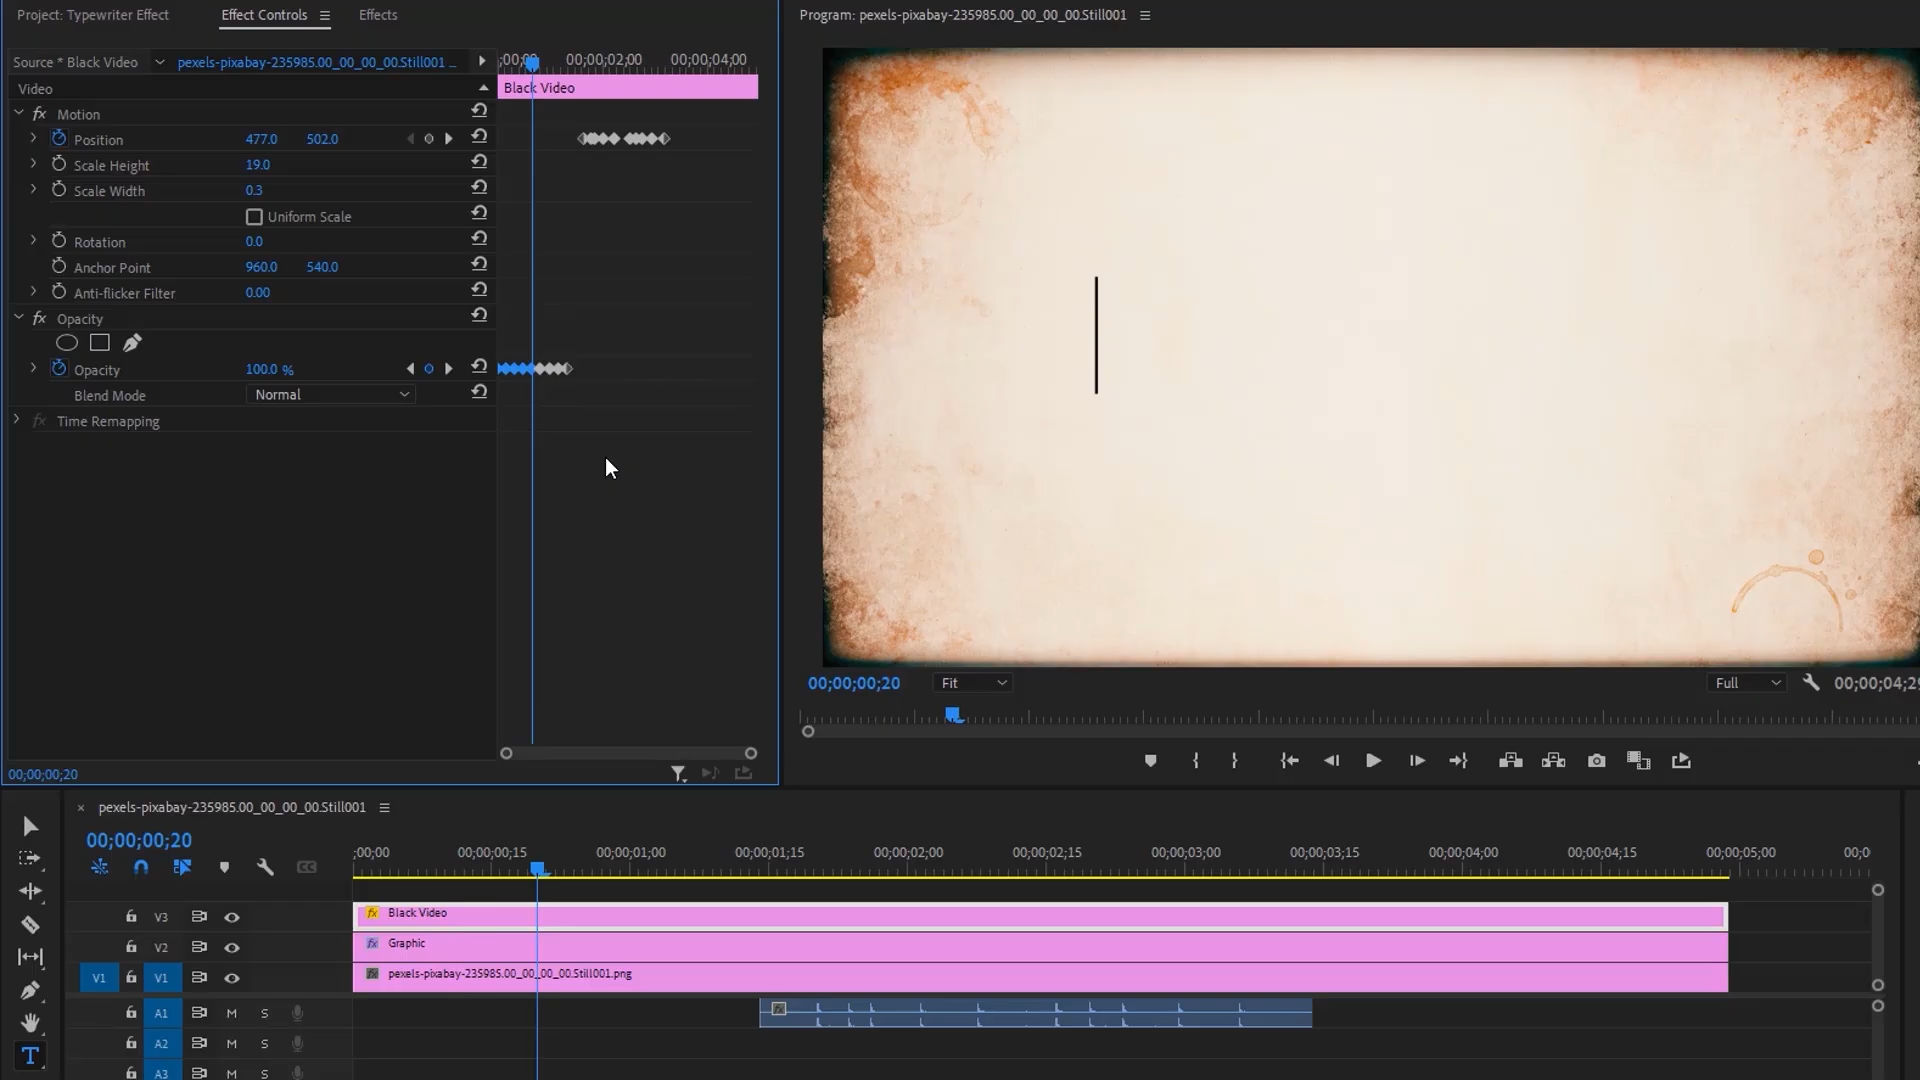 Project: Typewriter Effect
Effect Controls
Effects
Source * Black Video
pexels-pixabay-235985.00_00_00_00.Still001 ...
00;00;02;00
00;00;04;00
Video
Black Video
Motion
Position 477.0 502.0
Scale Height 19.0
Scale Width 0.3
Uniform Scale
Rotation 0.0
Anchor Point 960.0 540.0
Anti-flicker Filter 0.00
Opacity
Opacity 100.0 %
Blend Mode Normal
Time Remapping
00;00;00;20
Program: pexels-pixabay-235985.00_00_00_00.Still001
00;00;00;20
Fit
Full
00;00;04;29
pexels-pixabay-235985.00_00_00_00.Still001
00;00;00;20
;00;00
00;00;00;15
00;00;01;00
00;00;01;15
00;00;02;00
00;00;02;15
00;00;03;00
00;00;03;15
00;00;04;00
00;00;04;15
00;00;05;00
00;0
V3
Black Video
V2
Graphic
V1 V1
pexels-pixabay-235985.00_00_00_00.Still001.png
A1 M S
A2 M S
A3 M S